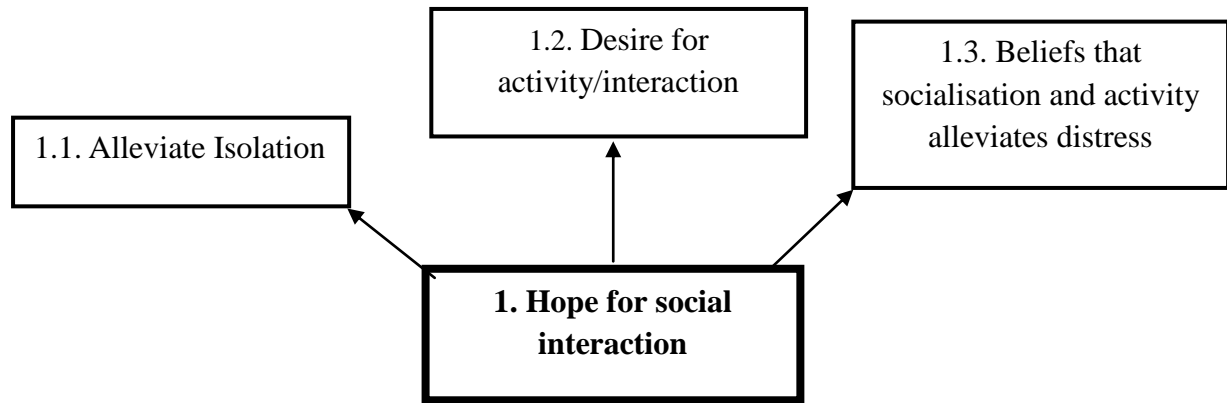 1.1. Alleviate Isolation
1.2. Desire for
activity/interaction
1.3. Beliefs that
socialisation and activity
alleviates distress
1. Hope for social
interaction